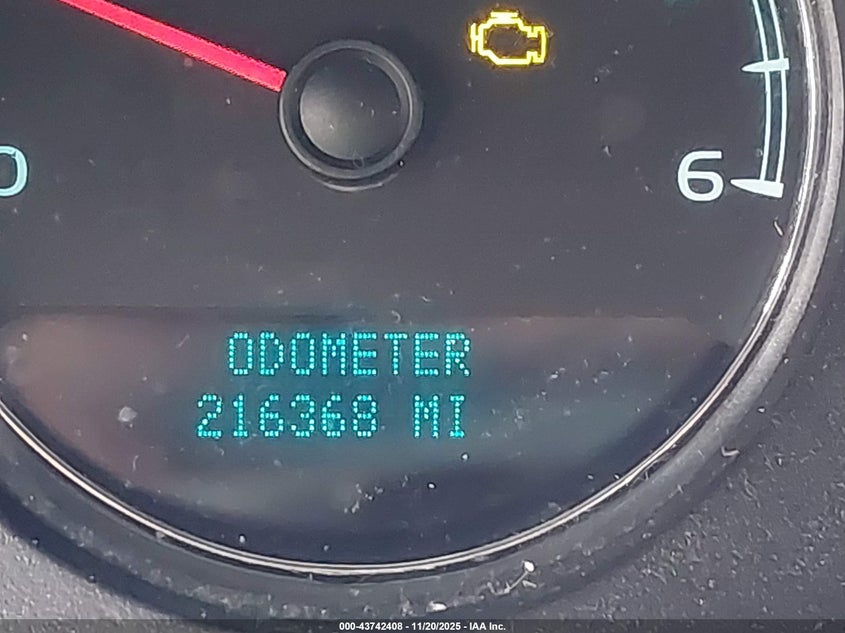 0
6
ODOMETER
216368 MI
000-43742408 - 11/20/2025 - IAA Inc.